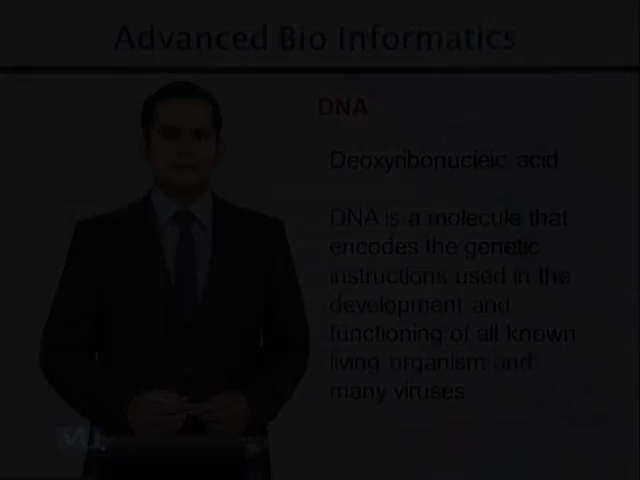 Advanced Bio Informatics
DNA
Deoxyribonucleic acid
DNA is a molecule that
encodes the genetic
instructions used in the
development and
functioning of all known
living organism and
many viruses.